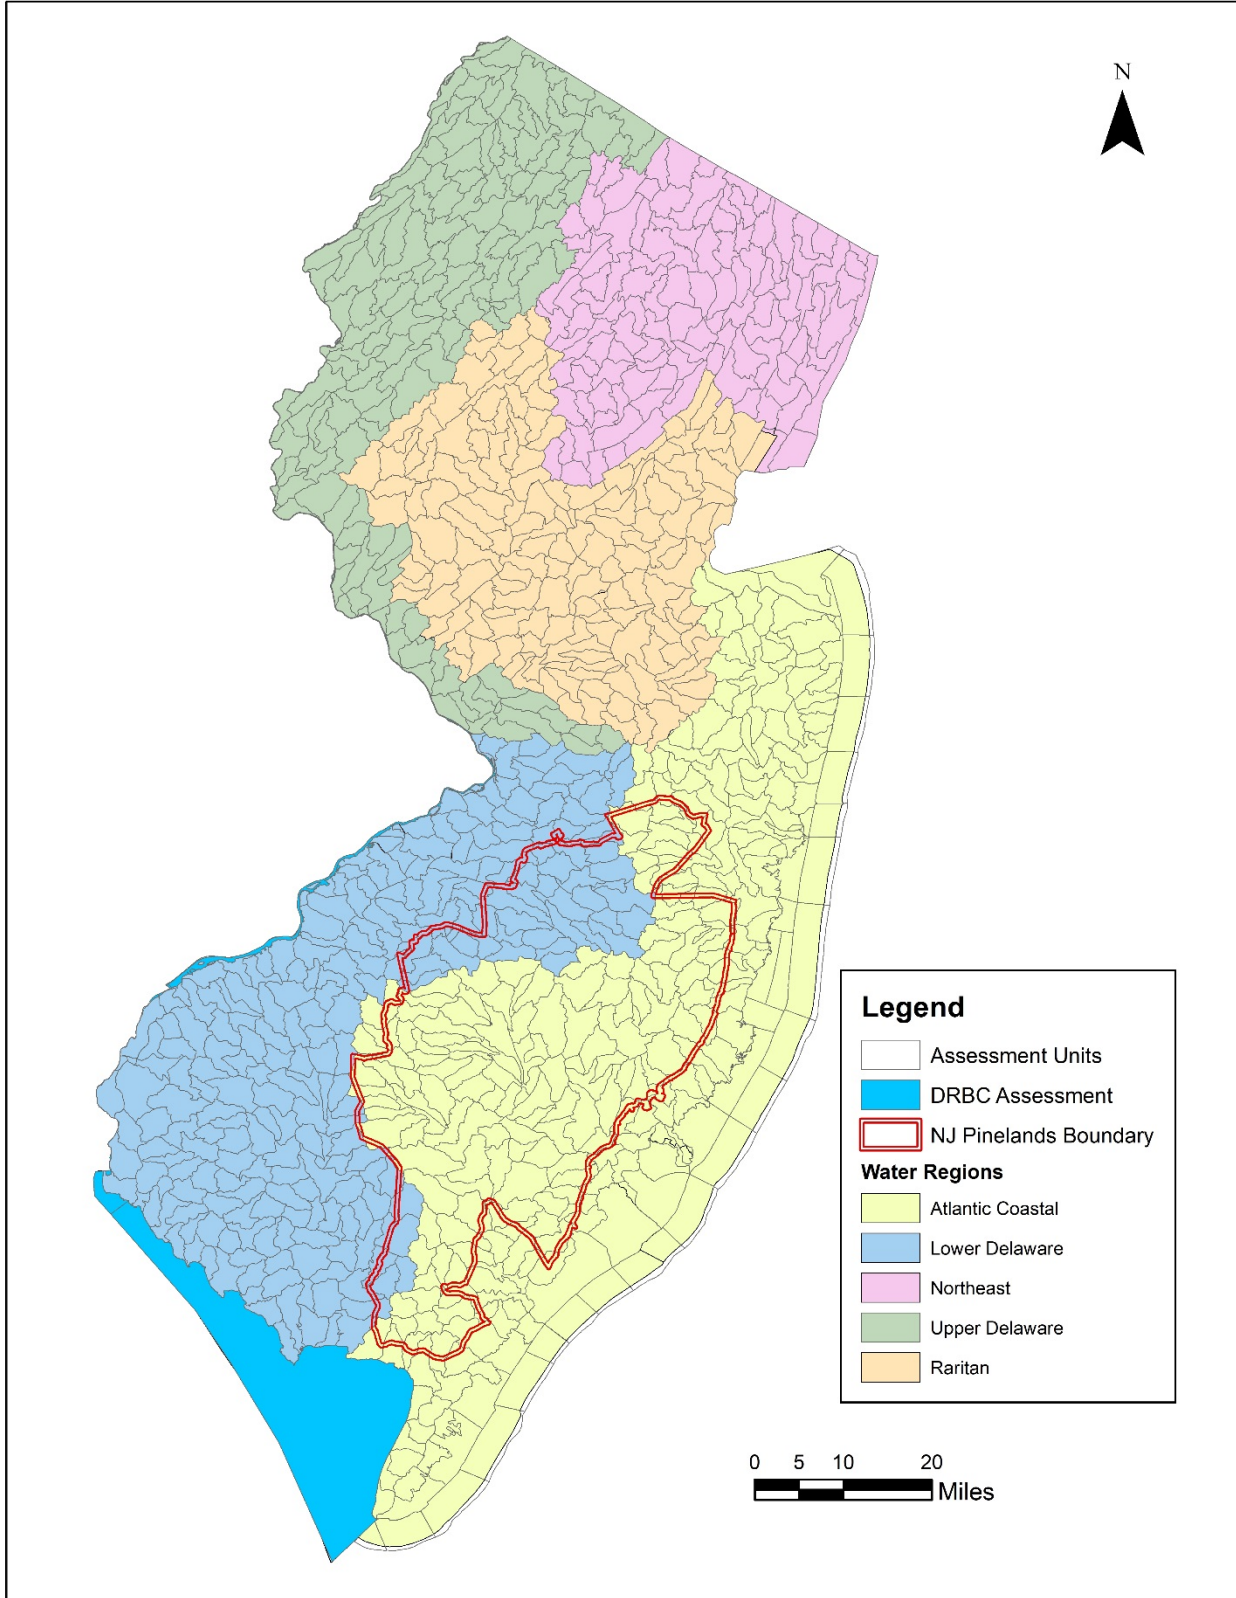 N
Legend
Assessment Units
DRBC Assessment
NJ Pinelands Boundary
Water Regions
Atlantic Coastal
Lower Delaware
Northeast
Upper Delaware
Raritan
0 5 10 20
Miles